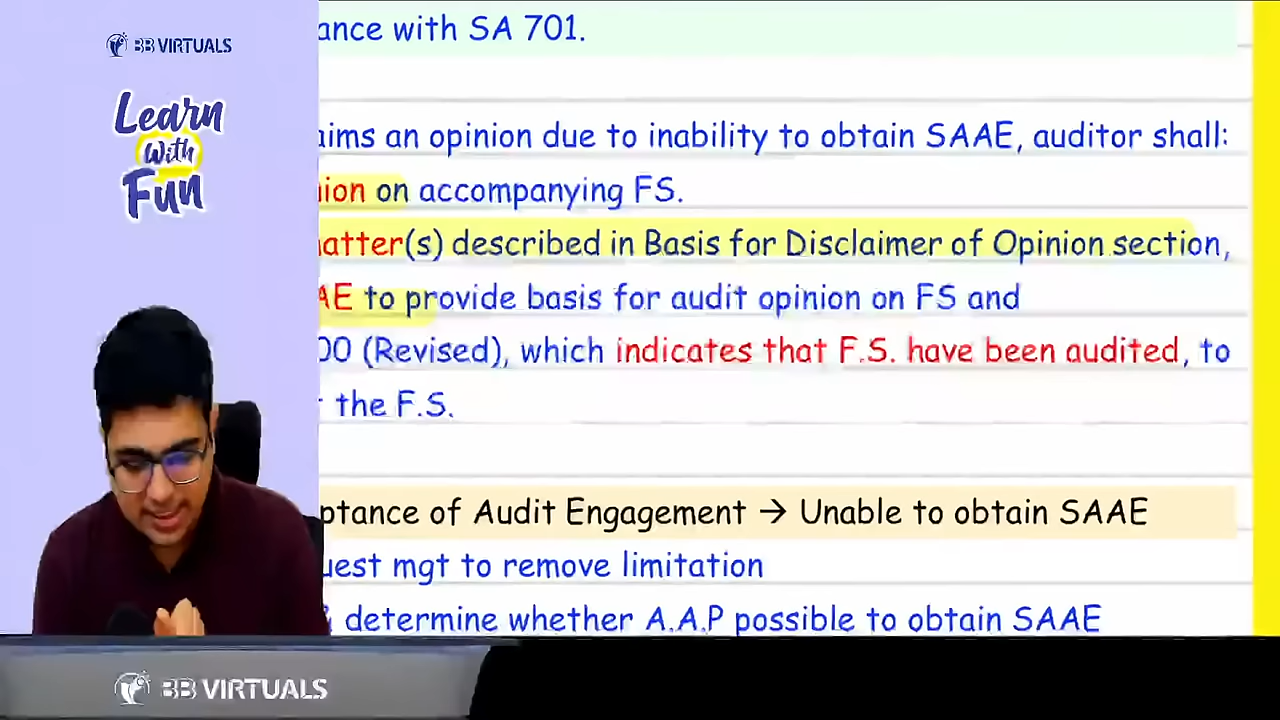 BB VIRTUALS
Learn
With
Fun
ance with SA 701.
aims an opinion due to inability to obtain SAAE, auditor shall:
nion on accompanying FS.
matter(s) described in Basis for Disclaimer of Opinion section,
AE to provide basis for audit opinion on FS and
00 (Revised), which indicates that F.S. have been audited, to
the F.S.
ptance of Audit Engagement → Unable to obtain SAAE
uest mgt to remove limitation
& determine whether A.A.P possible to obtain SAAE
BB VIRTUALS